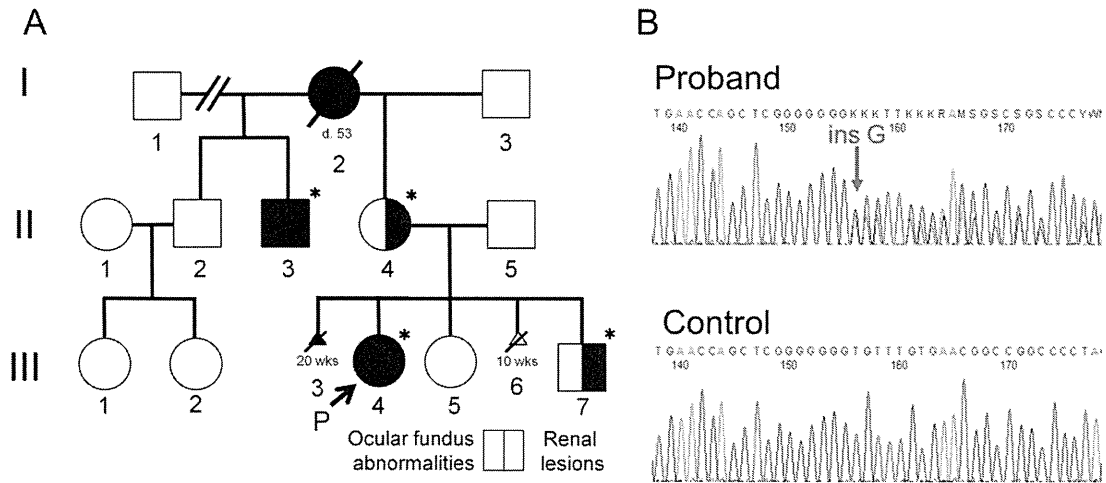 A
B
I
II
III
1
d. 53
2
3
*
*
1
2
3
4
5
*
*
20 wks
10 wks
1
2
3
4
5
6
7
P
Ocular fundus abnormalities
Renal lesions
Proband
TGAACCAGCTCGGGGGGGKKKTTKKKRAMSGSCSGSCCCYW
140 150 160 170
ins G
Control
TGAACCAGCTCGGGGGGGTGTTTGTGAACGGCCGGCCCCTA
140 150 160 170